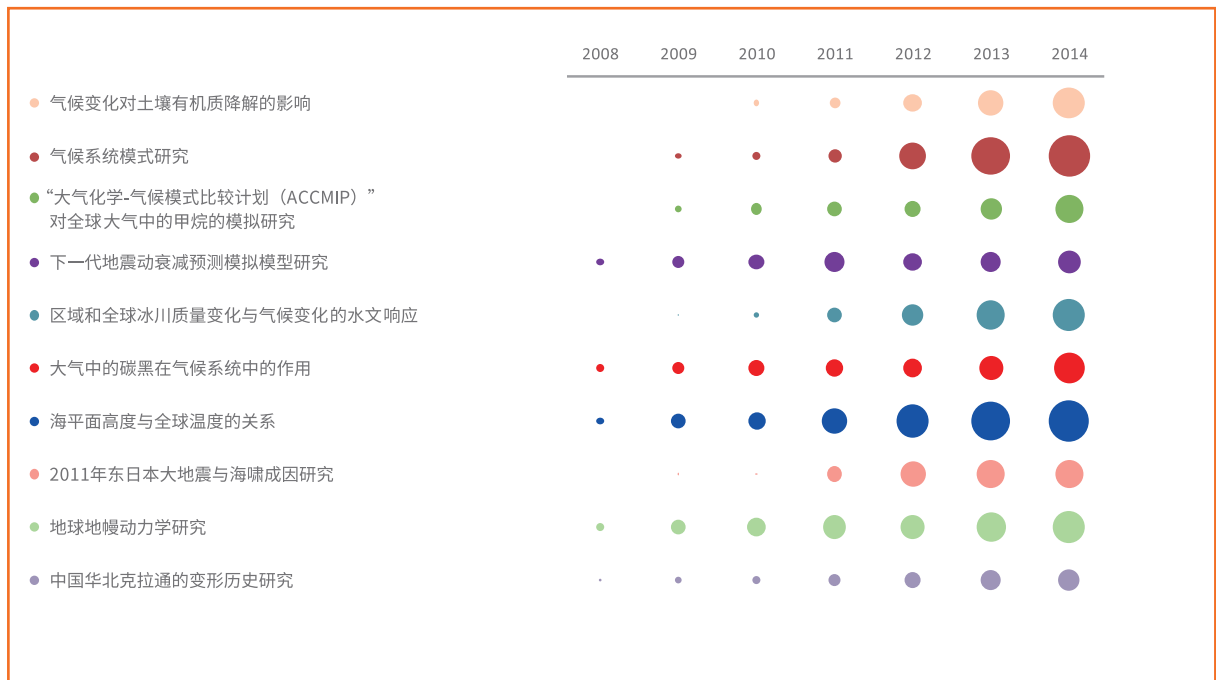 2008 2009 2010 2011 2012 2013 2014
气候变化对土壤有机质降解的影响
气候系统模式研究
“大气化学-气候模式比较计划（ACCMIP）”
对全球大气中的甲烷的模拟研究
下一代地震动衰减预测模拟模型研究
区域和全球冰川质量变化与气候变化的水文响应
大气中的碳黑在气候系统中的作用
海平面高度与全球温度的关系
2011年东日本大地震与海啸成因研究
地球地幔动力学研究
中国华北克拉通的变形历史研究